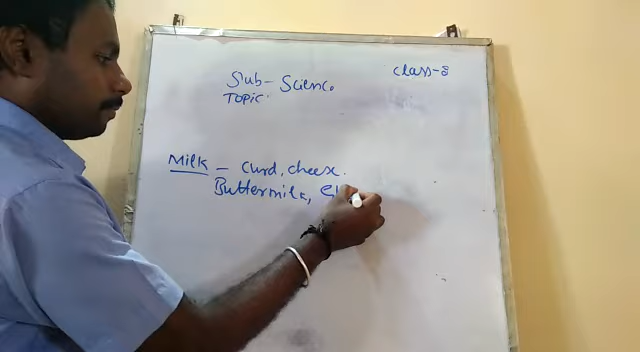 Class-8
Sub- Science
TOPIC:
Milk - Curd, cheese.
Buttermilk,